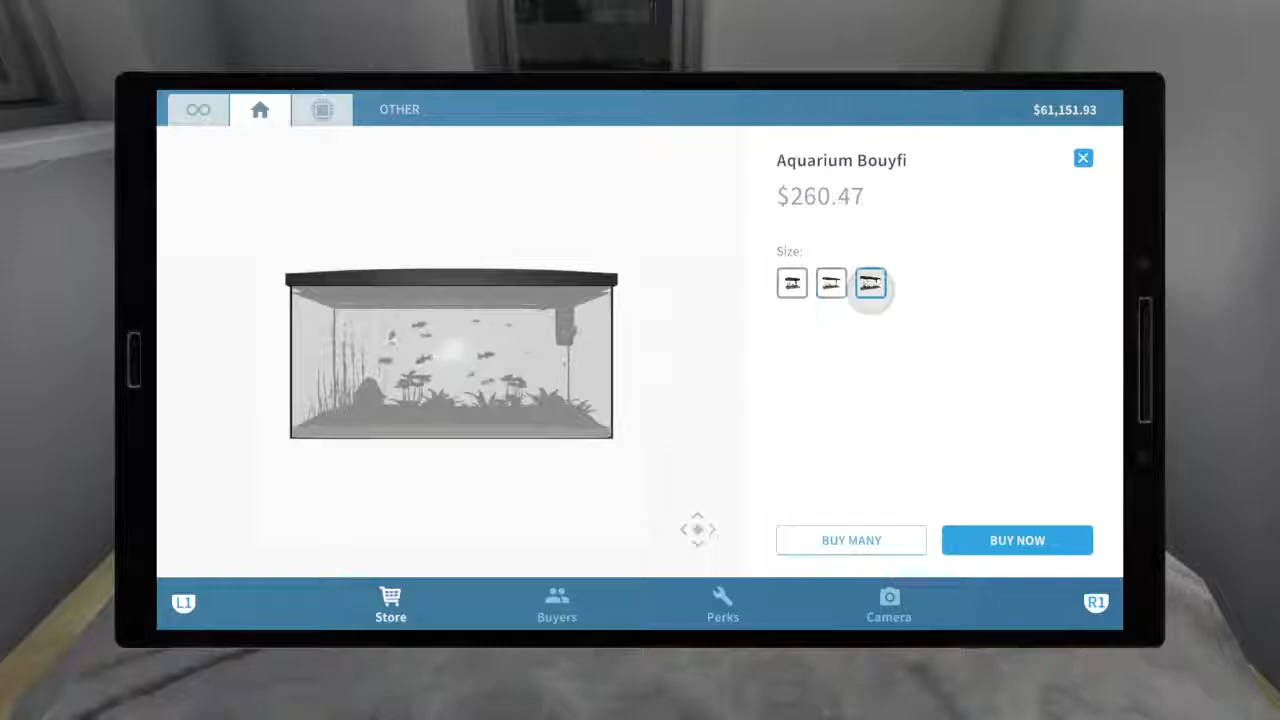 OTHER
$61,151.93
Aquarium Bouyfi
$260.47
Size:
BUY MANY
BUY NOW
L1
Store
Buyers
Perks
Camera
R1